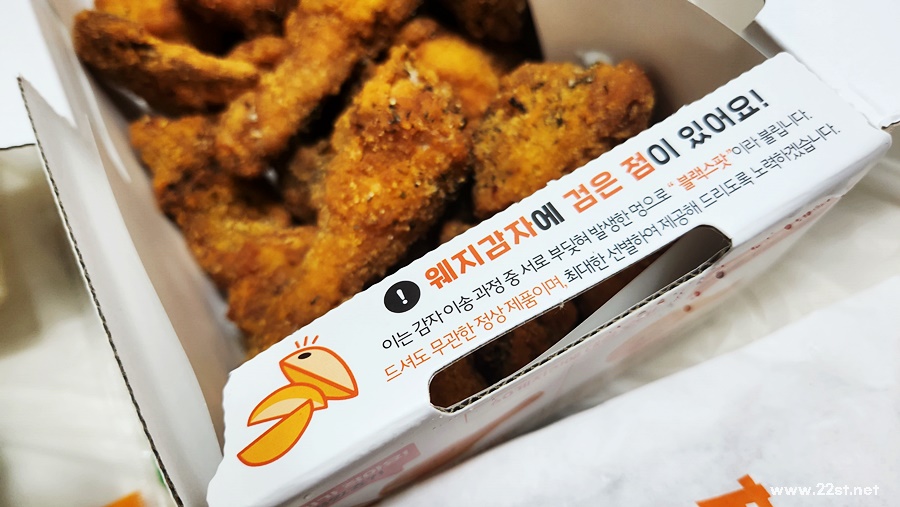 ! 웨지감자에 검은 점이 있어요!
이는 감자 이송 과정 중 서로 부딪혀 발생한 멍으로 "블랙스팟"이라 불립니다.
드셔도 무관한 정상 제품이며, 최대한 선별하여 제공해 드리도록 노력하겠습니다.
www.22st.net